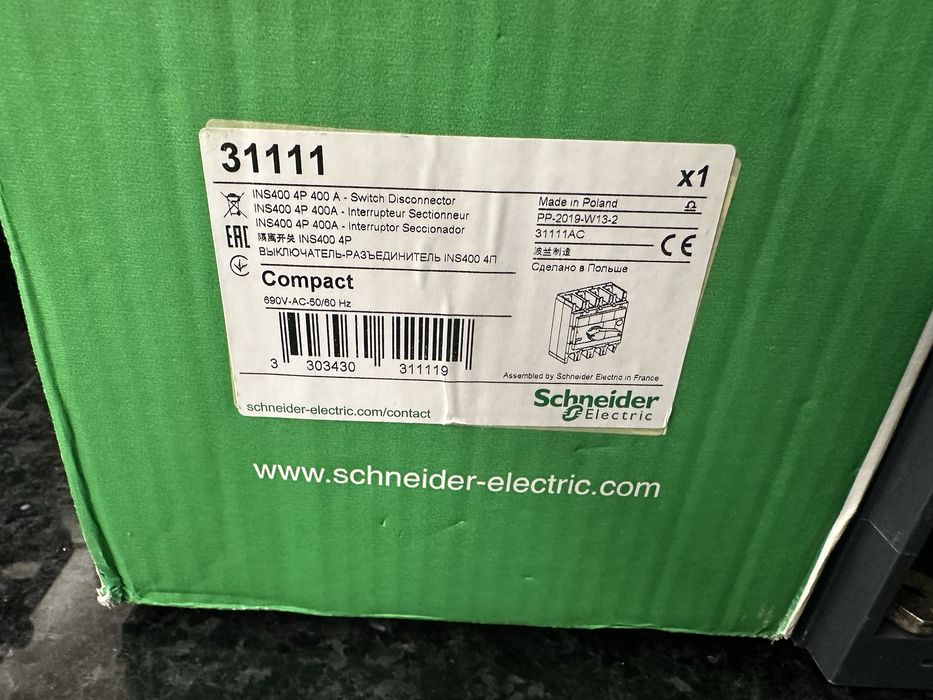 31111
x1
INS400 4P 400 A - Switch Disconnector
INS400 4P 400A - Interrupteur Sectionneur
INS400 4P 400A - Interruptor Seccionador
隔离开关 INS400 4P
ВЫКЛЮЧАТЕЛЬ-РАЗЪЕДИНИТЕЛЬ INS400 4П
Compact
690V-AC-50/60 Hz
3 303430 311119
Made in Poland
PP-2019-W13-2
31111AC
波兰制造
Сделано в Польше
CE
EAC
Assembled by Schneider Electric in France
schneider-electric.com/contact
Schneider
Electric
www.schneider-electric.com